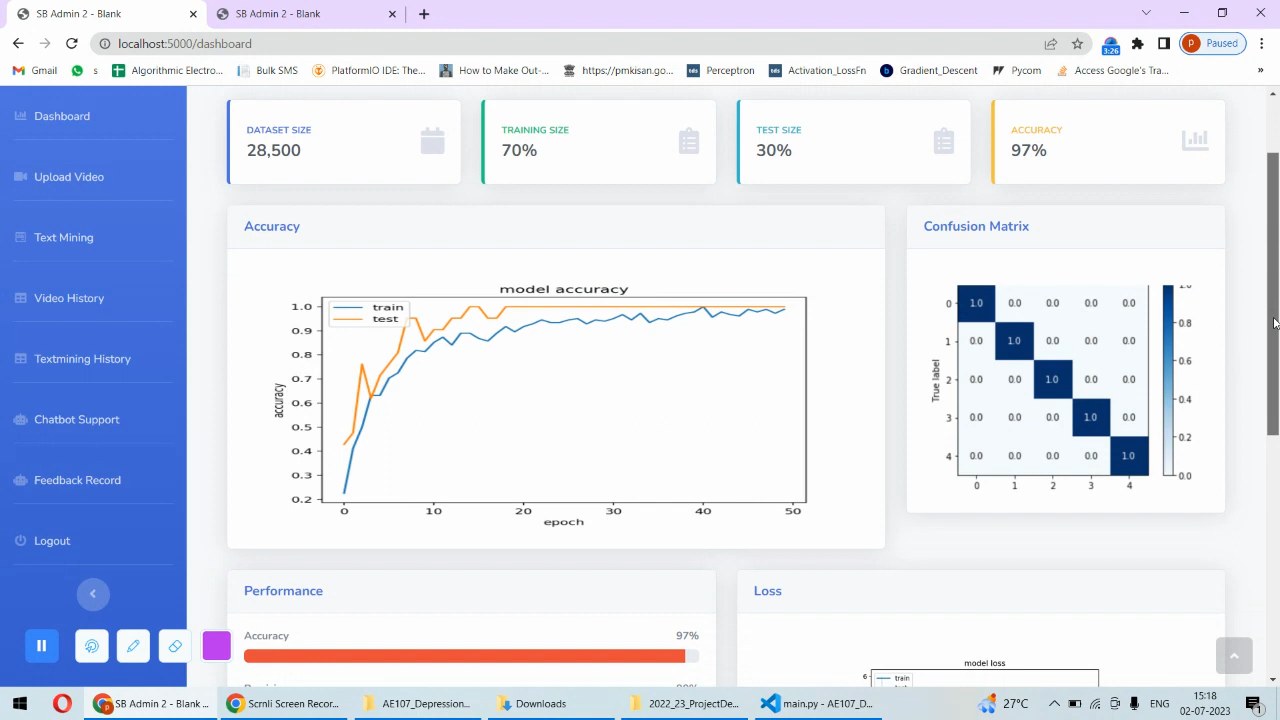 SB Admin 2 - Blank
SB Admin 2 - Blank
localhost:5000/dashboard
3:26
p Paused
Gmail
s
Algorithmic Electro...
Bulk SMS
PlatformIO IDE: The...
How to Make Out-...
https://pmkisan.go...
tds Perceptron
tds Activation_LossFn
b Gradient_Descent
Pycom
Access Google's Tra...
»
Dashboard
Upload Video
Text Mining
Video History
Textmining History
Chatbot Support
Feedback Record
Logout
DATASET SIZE
28,500
TRAINING SIZE
70%
TEST SIZE
30%
ACCURACY
97%
Accuracy
model accuracy
train
test
1.0
0.9
0.8
0.7
0.6
0.5
0.4
0.3
0.2
accuracy
0 10 20 30 40 50
epoch
Confusion Matrix
0 1.0 0.0 0.0 0.0 0.0
1 0.0 1.0 0.0 0.0 0.0
2 0.0 0.0 1.0 0.0 0.0
3 0.0 0.0 0.0 1.0 0.0
4 0.0 0.0 0.0 0.0 1.0
True label
0 1 2 3 4
0.8
0.6
0.4
0.2
0.0
Performance
Accuracy 97%
Loss
model loss
6
train
SB Admin 2 - Blank ...
Scrnli Screen Recor...
AE107_Depression...
Downloads
2022_23_ProjectDe...
main.py - AE107_D...
27°C
ENG
15:18
02-07-2023
1